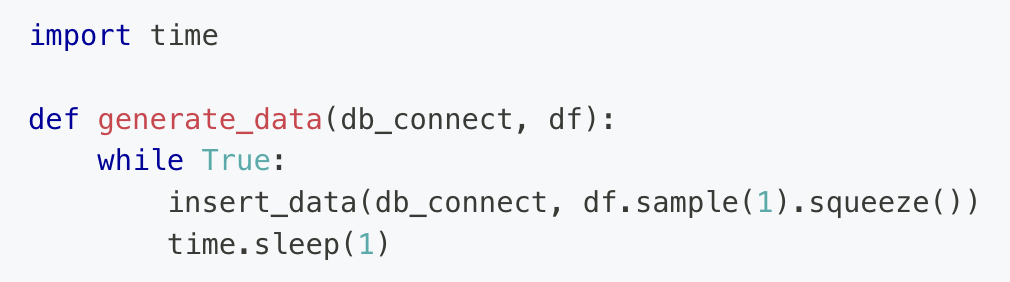 import time
def generate_data(db_connect, df):
    while True:
        insert_data(db_connect, df.sample(1).squeeze())
        time.sleep(1)